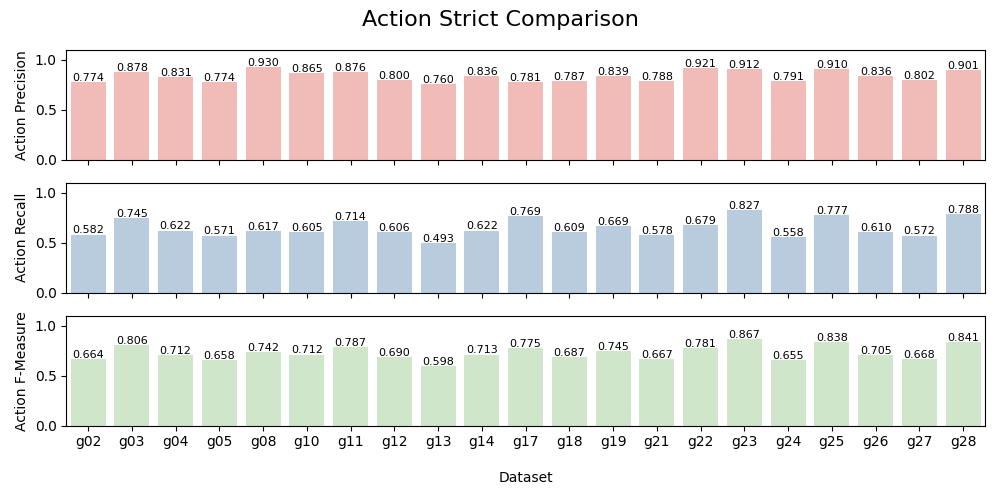 Action Strict Comparison
Action Precision
1.0
0.5
0.0
0.774 0.878 0.831 0.774 0.930 0.865 0.876 0.800 0.760 0.836 0.781 0.787 0.839 0.788 0.921 0.912 0.791 0.910 0.836 0.802 0.901
Action Recall
1.0
0.5
0.0
0.582 0.745 0.622 0.571 0.617 0.605 0.714 0.606 0.493 0.622 0.769 0.609 0.669 0.578 0.679 0.827 0.558 0.777 0.610 0.572 0.788
Action F-Measure
1.0
0.5
0.0
0.664 0.806 0.712 0.658 0.742 0.712 0.787 0.690 0.598 0.713 0.775 0.687 0.745 0.667 0.781 0.867 0.655 0.838 0.705 0.668 0.841
g02 g03 g04 g05 g08 g10 g11 g12 g13 g14 g17 g18 g19 g21 g22 g23 g24 g25 g26 g27 g28
Dataset